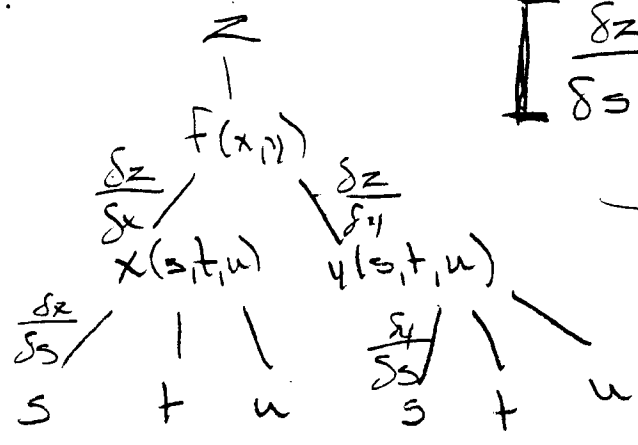 z
δz
δs
f(x,y)
δz/δx δz/δy
x(s,t,u) y(s,t,u)
δx/δs δy/δs
s t u s t u